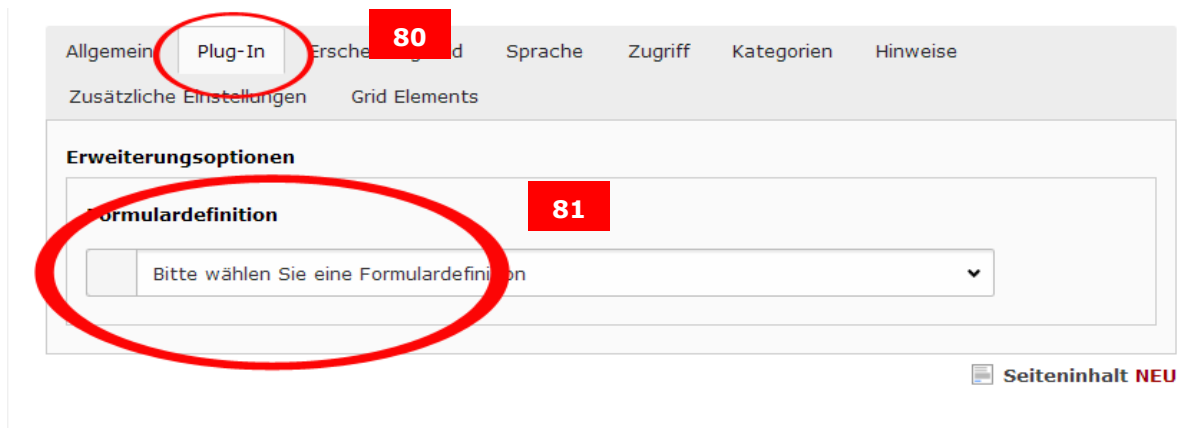 80
Allgemein Plug-In Sprache Zugriff Kategorien Hinweise
Zusätzliche Einstellungen Grid Elements
Erweiterungsoptionen
81
Formulardefinition
Bitte wählen Sie eine Formulardefinition
Seiteninhalt NEU